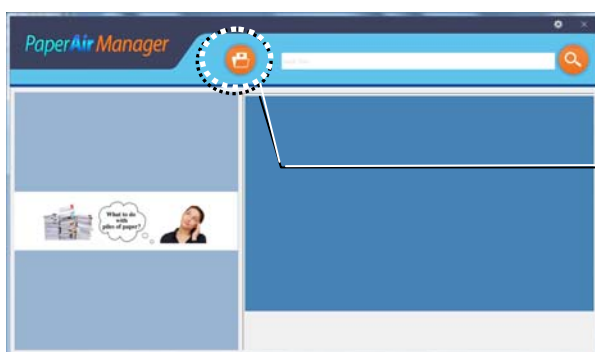 PaperAir Manager
What to do
with
piles of paper?